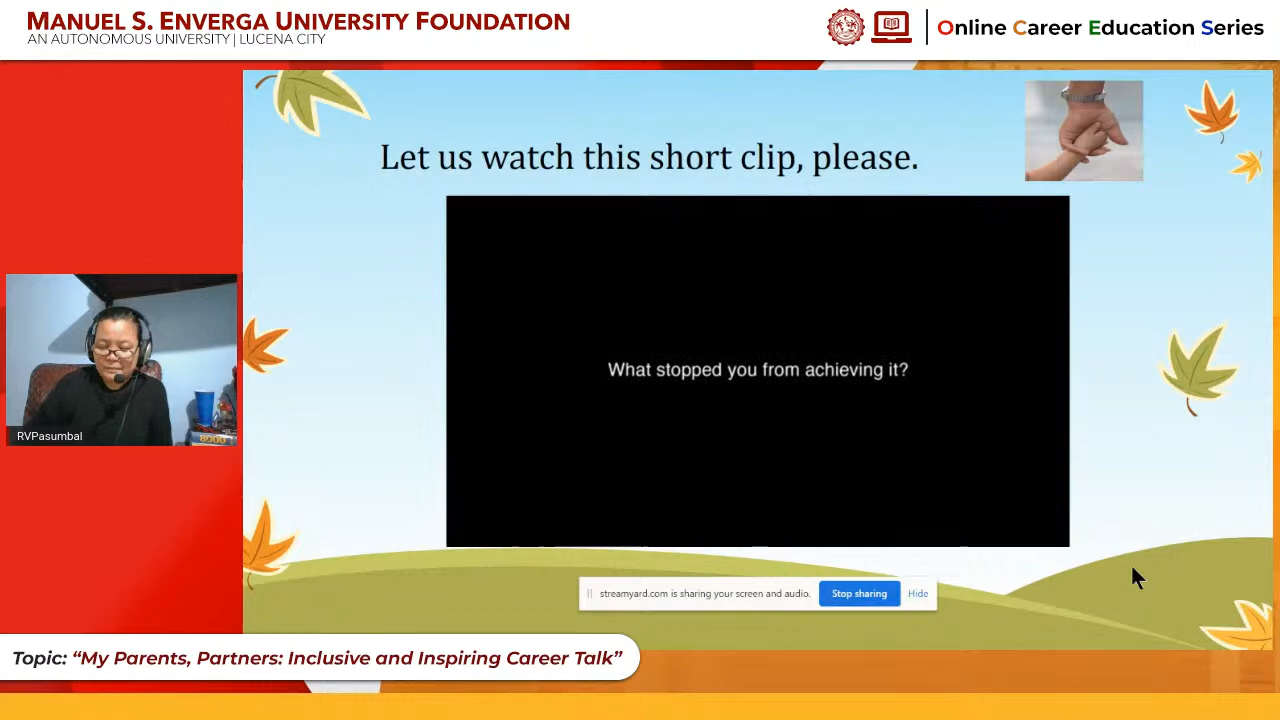 MANUEL S. ENVERGA UNIVERSITY FOUNDATION
AN AUTONOMOUS UNIVERSITY | LUCENA CITY
Online Career Education Series
Let us watch this short clip, please.
What stopped you from achieving it?
RVPasumbal
8000
streamyard.com is sharing your screen and audio.
Stop sharing
Hide
Topic: “My Parents, Partners: Inclusive and Inspiring Career Talk”